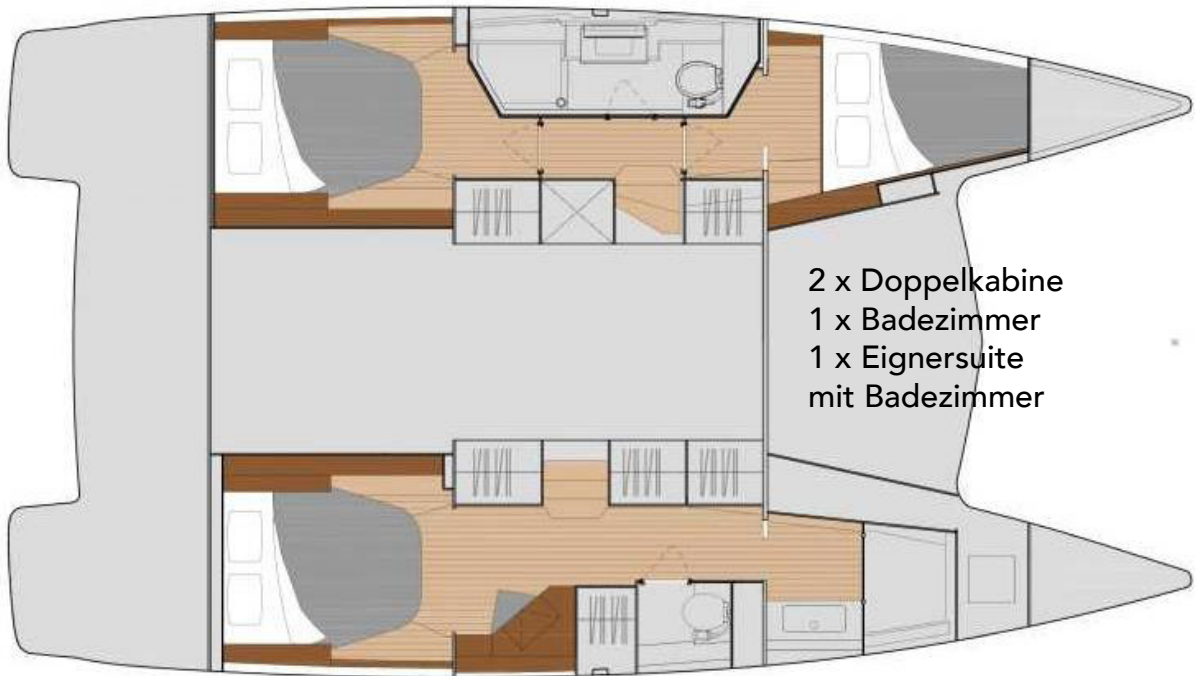 2 x Doppelkabine
1 x Badezimmer
1 x Eignersuite
mit Badezimmer